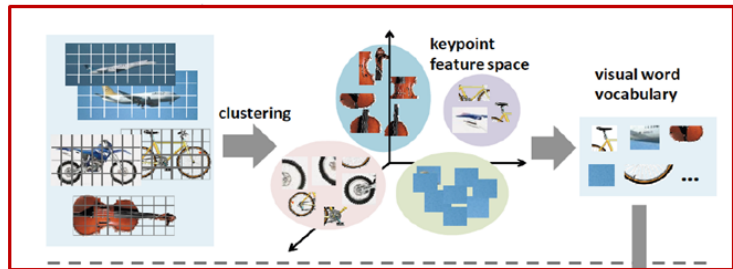 clustering
keypoint
feature space
visual word
vocabulary
...